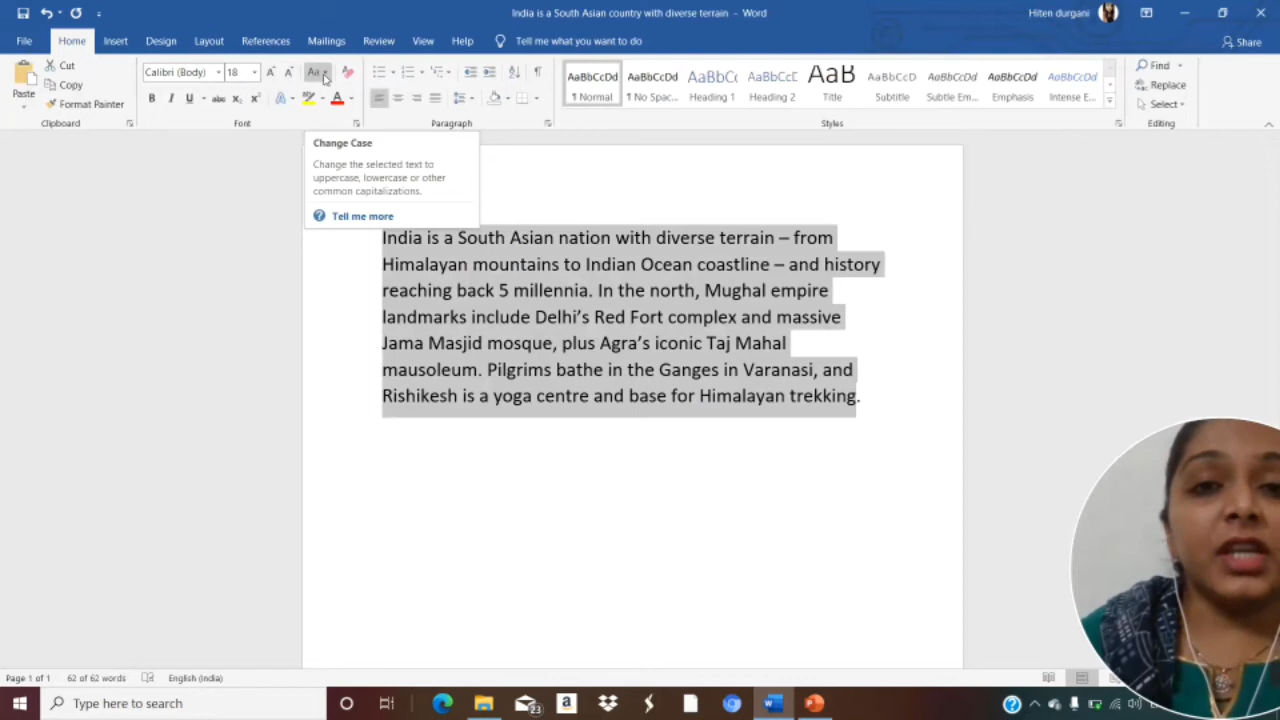 India is a South Asian country with diverse terrain – Word
Hiten durgani
File Home Insert Design Layout References Mailings Review View Help Tell me what you want to do
Share
Paste
Cut
Copy
Format Painter
Clipboard
Calibri (Body) 18
Aa
B I U abc X₂ X²
A A
Font
Paragraph
AaBbCcDd AaBbCcDd AaBbCc AaBbCcE AaB AaBbCcD AaBbCcDd AaBbCcDd AaBbCcDd
¶ Normal ¶ No Spac... Heading 1 Heading 2 Title Subtitle Subtle Em... Emphasis Intense E...
Styles
Find
Replace
Select
Editing
Change Case
Change the selected text to
uppercase, lowercase or other
common capitalizations.
Tell me more
India is a South Asian nation with diverse terrain – from
Himalayan mountains to Indian Ocean coastline – and history
reaching back 5 millennia. In the north, Mughal empire
landmarks include Delhi’s Red Fort complex and massive
Jama Masjid mosque, plus Agra’s iconic Taj Mahal
mausoleum. Pilgrims bathe in the Ganges in Varanasi, and
Rishikesh is a yoga centre and base for Himalayan trekking.
Page 1 of 1 62 of 62 words English (India)
Type here to search
23